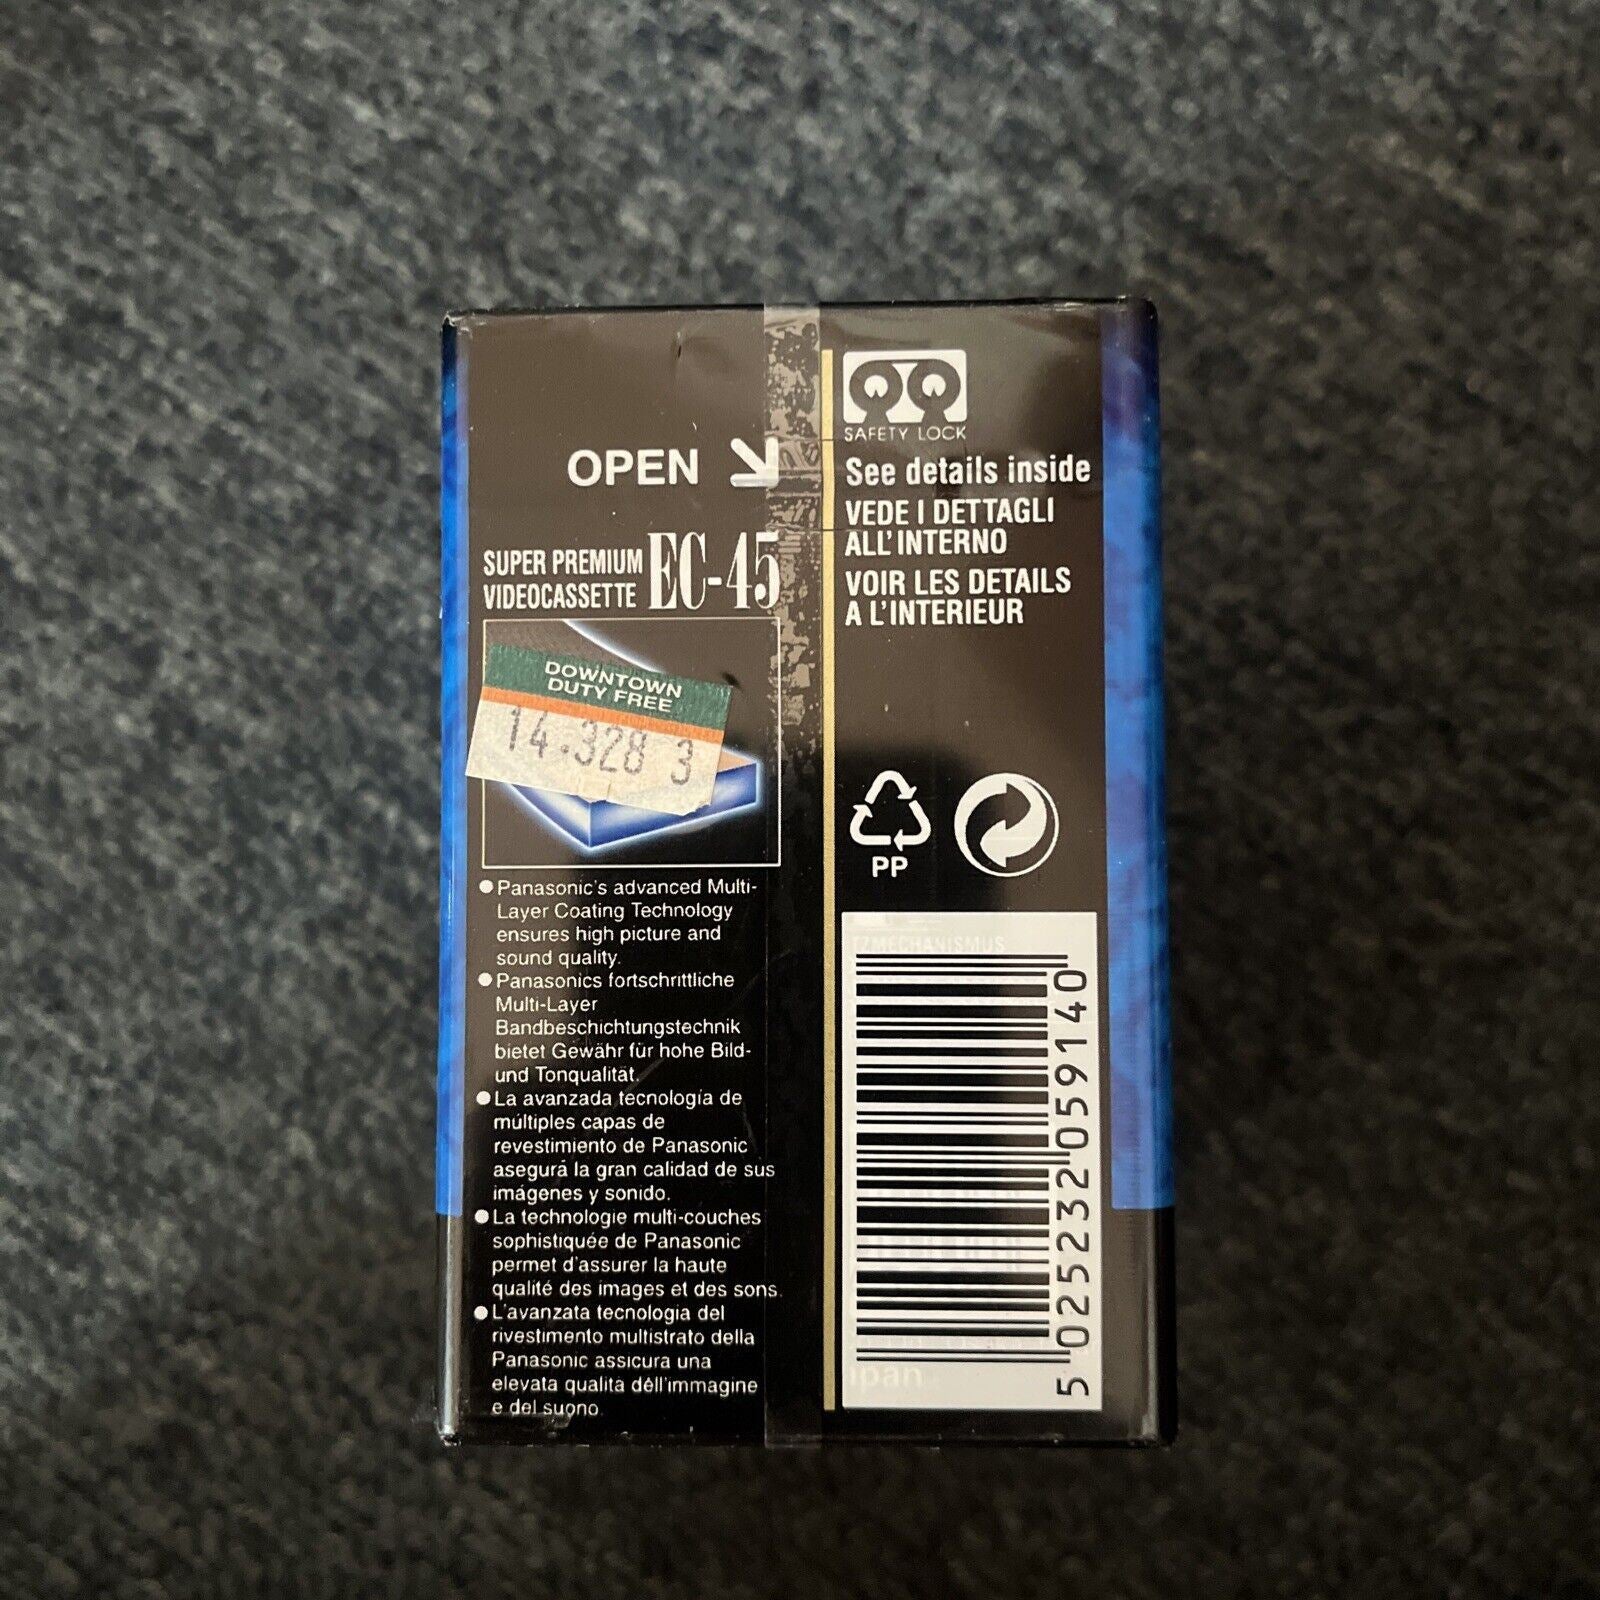 OPEN
SUPER PREMIUM
VIDEOCASSETTE EC-45
DOWNTOWN
DUTY FREE
14.328 3
●Panasonic's advanced Multi-
Layer Coating Technology
ensures high picture and
sound quality.
●Panasonics fortschrittliche
Multi-Layer
Bandbeschichtungstechnik
bietet Gewähr für hohe Bild-
und Tonqualität.
●La avanzada tecnología de
múltiples capas de
revestimiento de Panasonic
asegurá la gran calidad de sus
imágenes y sonido.
●La technologie multi-couches
sophistiquée de Panasonic
permet d'assurer la haute
qualité des images et des sons.
●L'avanzata tecnologia del
rivestimento multistrato della
Panasonic assicura una
elevata qualità dell'immagine
e del suono.
SAFETY LOCK
See details inside
VEDE I DETTAGLI
ALL'INTERNO
VOIR LES DETAILS
A L'INTERIEUR
PP
TZMECHANISMUS
5 025232 059140